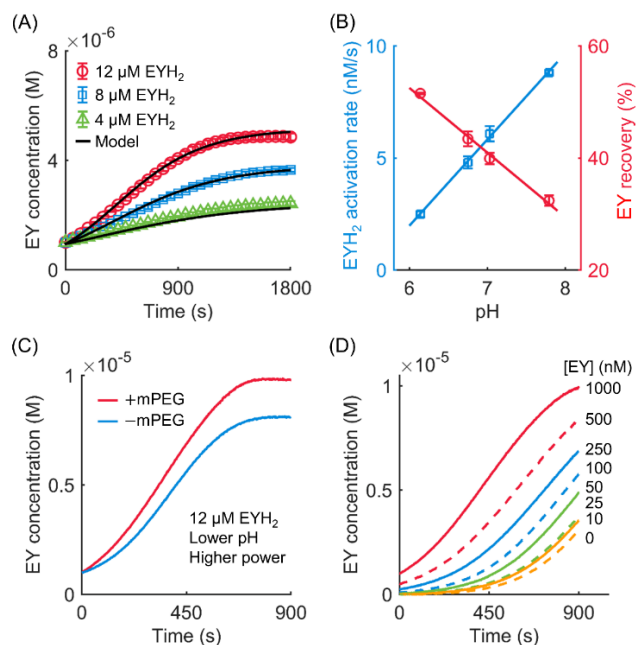 (A)
× 10⁻⁶
8
4
0
EY concentration (M)
12 µM EYH₂
8 µM EYH₂
4 µM EYH₂
Model
0
900
1800
Time (s)
(B)
10
5
0
EYH₂ activation rate (nM/s)
60
40
20
EY recovery (%)
6
7
8
pH
(C)
× 10⁻⁵
1
0.5
0
EY concentration (M)
+mPEG
−mPEG
12 µM EYH₂
Lower pH
Higher power
0
450
900
Time (s)
(D)
× 10⁻⁵
1
0.5
0
EY concentration (M)
[EY] (nM)
1000
500
250
100
50
25
10
0
0
450
900
Time (s)